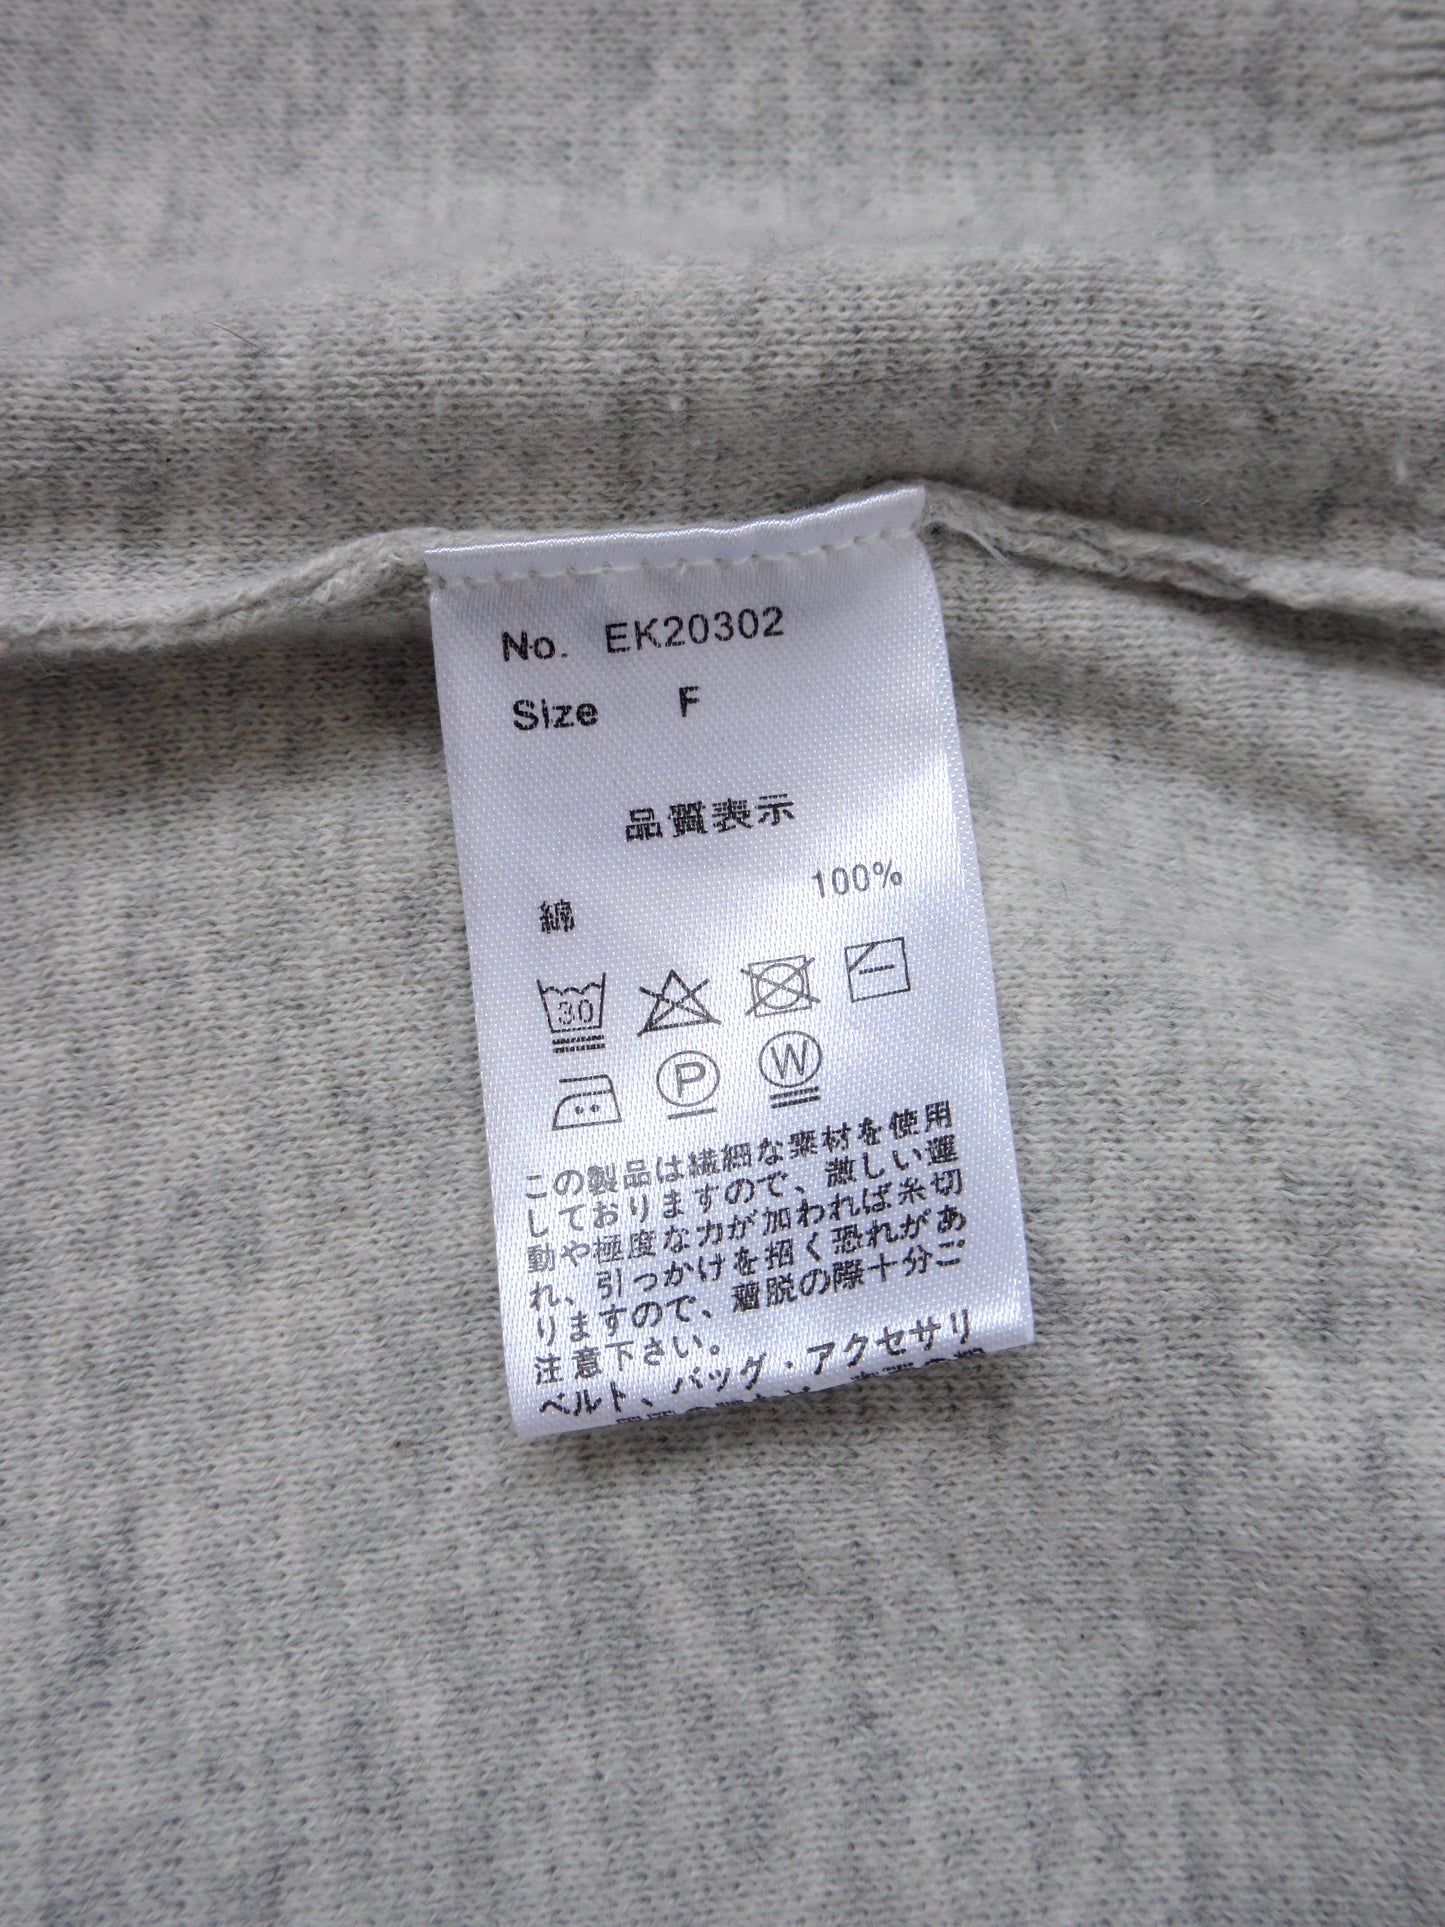 No. EK20302
Size F
品質表示
綿 100%
30
P W
この製品は繊細な素材を使用
しておりますので、激しい運
動や極度な力が加われば糸切
れ、引っかけを招く恐れがあ
りますので、着脱の際十分ご
注意下さい。
ベルト、バッグ・アクセサリ